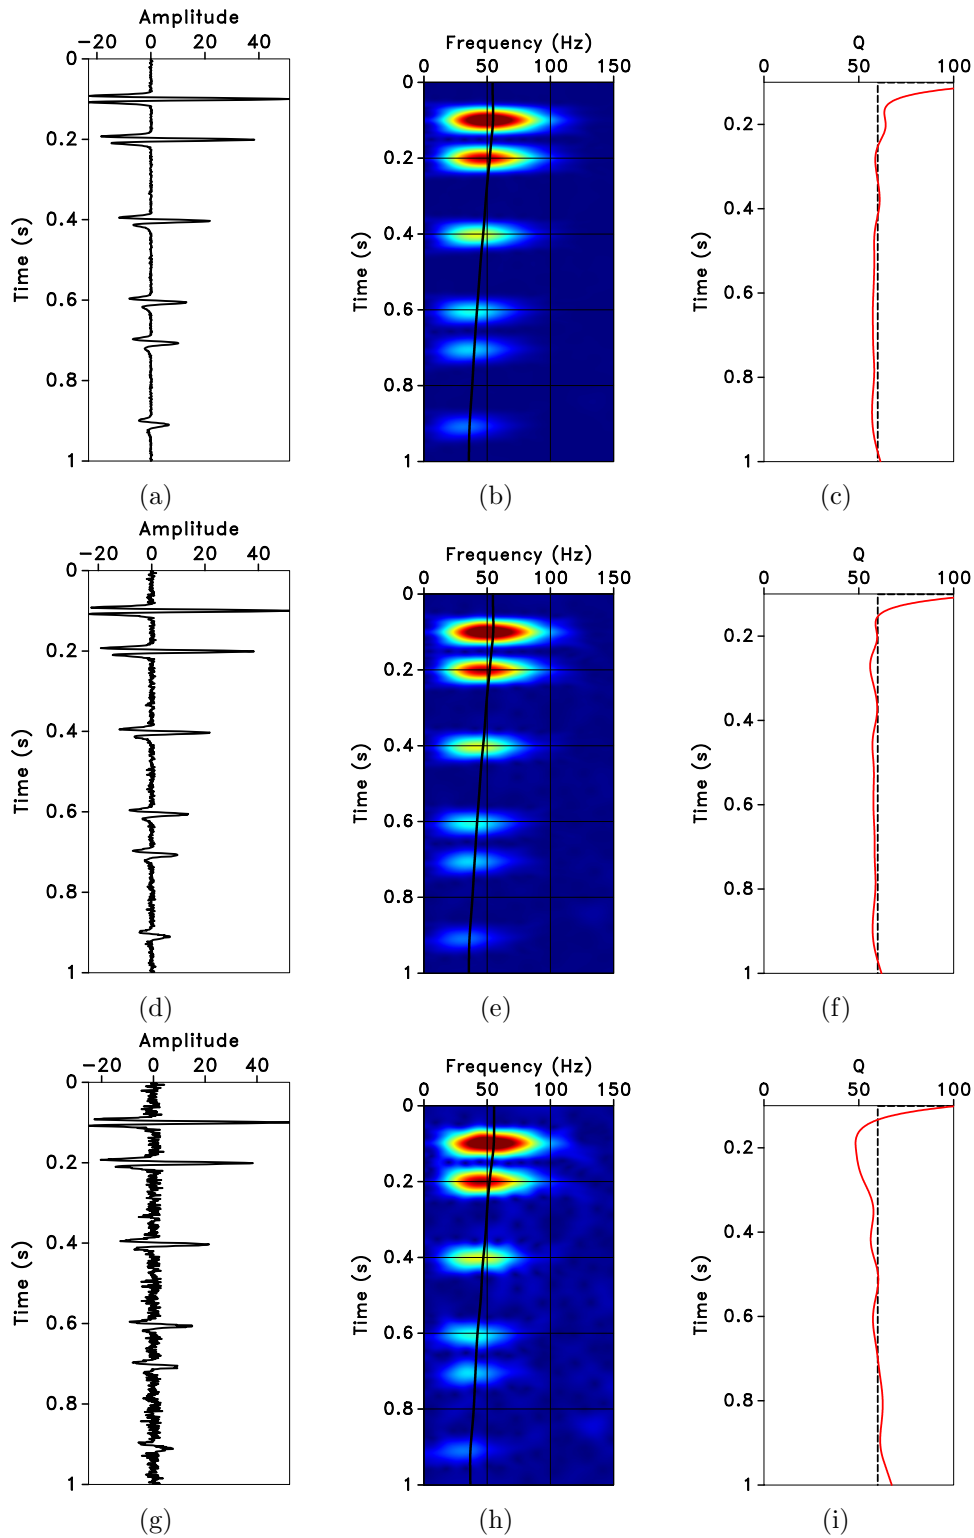 Amplitude
−20 0 20 40
0
0.2
0.4
0.6
0.8
1
Time (s)
(a)
Frequency (Hz)
0 50 100 150
0
0.2
0.4
0.6
0.8
1
Time (s)
(b)
Q
0 50 100
0.2
0.4
0.6
0.8
1
Time (s)
(c)
Amplitude
−20 0 20 40
0
0.2
0.4
0.6
0.8
1
Time (s)
(d)
Frequency (Hz)
0 50 100 150
0
0.2
0.4
0.6
0.8
1
Time (s)
(e)
Q
0 50 100
0.2
0.4
0.6
0.8
1
Time (s)
(f)
Amplitude
−20 0 20 40
0
0.2
0.4
0.6
0.8
1
Time (s)
(g)
Frequency (Hz)
0 50 100 150
0
0.2
0.4
0.6
0.8
1
Time (s)
(h)
Q
0 50 100
0.2
0.4
0.6
0.8
1
Time (s)
(i)